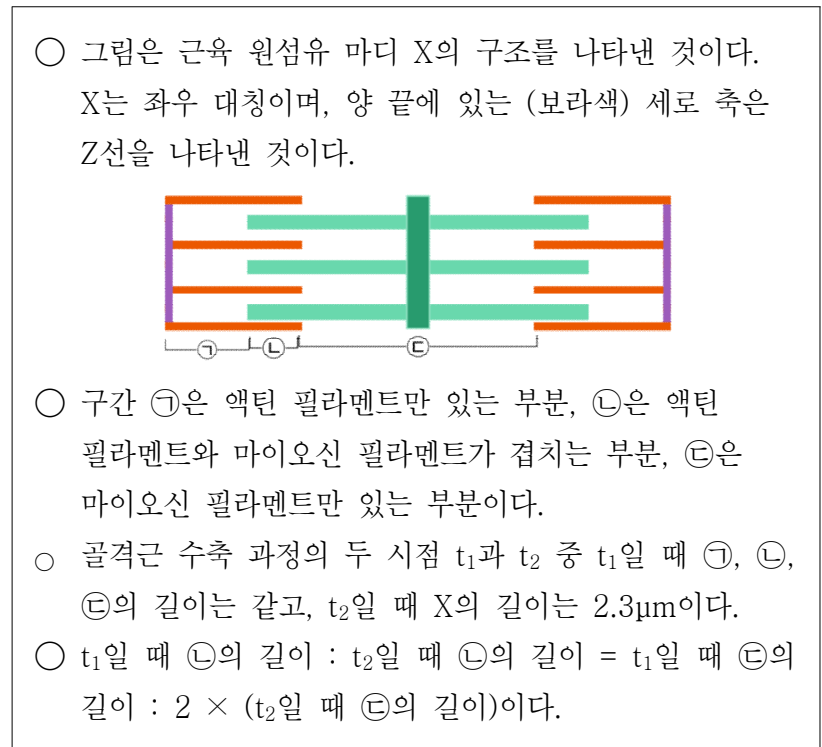 ○ 그림은 근육 원섬유 마디 X의 구조를 나타낸 것이다.
X는 좌우 대칭이며, 양 끝에 있는 (보라색) 세로 축은
Z선을 나타낸 것이다.
㉠ ㉡ ㉢
○ 구간 ㉠은 액틴 필라멘트만 있는 부분, ㉡은 액틴
필라멘트와 마이오신 필라멘트가 겹치는 부분, ㉢은
마이오신 필라멘트만 있는 부분이다.
○ 골격근 수축 과정의 두 시점 t₁과 t₂ 중 t₁일 때 ㉠, ㉡,
㉢의 길이는 같고, t₂일 때 X의 길이는 2.3μm이다.
○ t₁일 때 ㉡의 길이 : t₂일 때 ㉡의 길이 = t₁일 때 ㉢의
길이 : 2 × (t₂일 때 ㉢의 길이)이다.